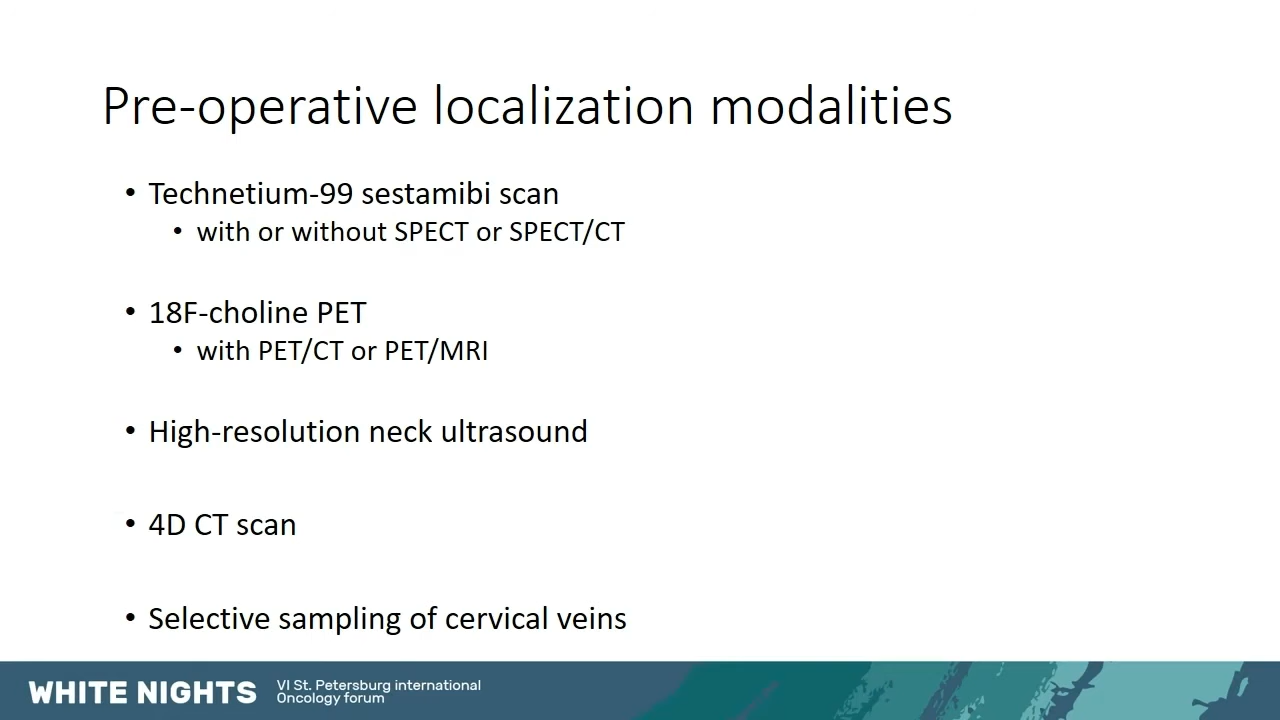 Pre-operative localization modalities
• Technetium-99 sestamibi scan
• with or without SPECT or SPECT/CT
• 18F-choline PET
• with PET/CT or PET/MRI
• High-resolution neck ultrasound
• 4D CT scan
• Selective sampling of cervical veins
WHITE NIGHTS
VI St. Petersburg international
Oncology forum